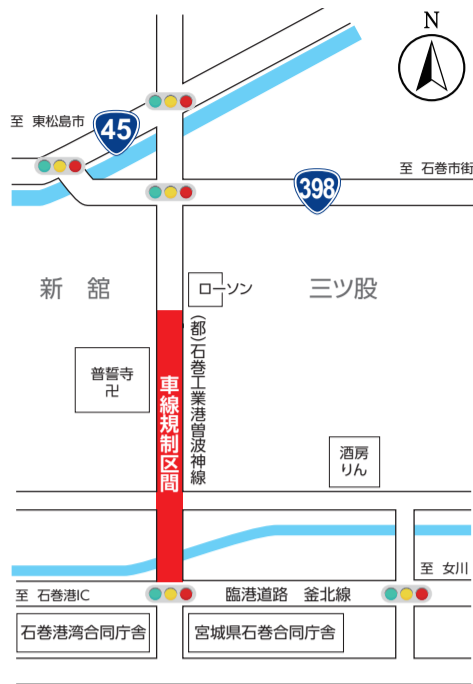 N
至 東松島市
45
至 石巻市街
398
新 舘
ローソン
三ツ股
(都)石巻工業港曽波神線
普誓寺
卍
車線規制区間
酒房
りん
至 女川
至 石巻港IC
臨港道路 釜北線
石巻港湾合同庁舎
宮城県石巻合同庁舎